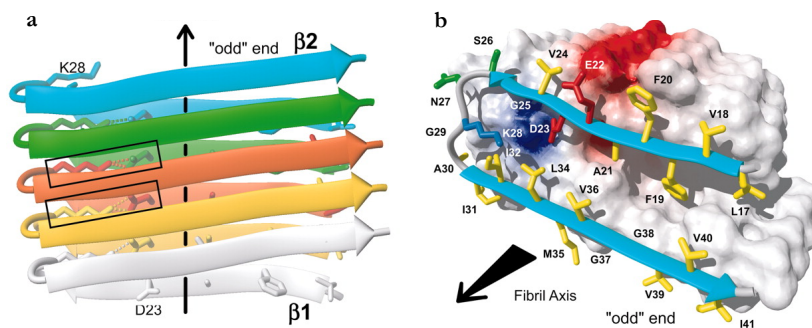 a
K28
"odd" end
β2
D23
β1
b
S26
V24
E22
F20
N27
G25
V18
G29
K28
D23
I32
A30
L34
A21
I31
V36
F19
L17
G38
M35
G37
V40
Fibril Axis
V39
"odd" end
I41